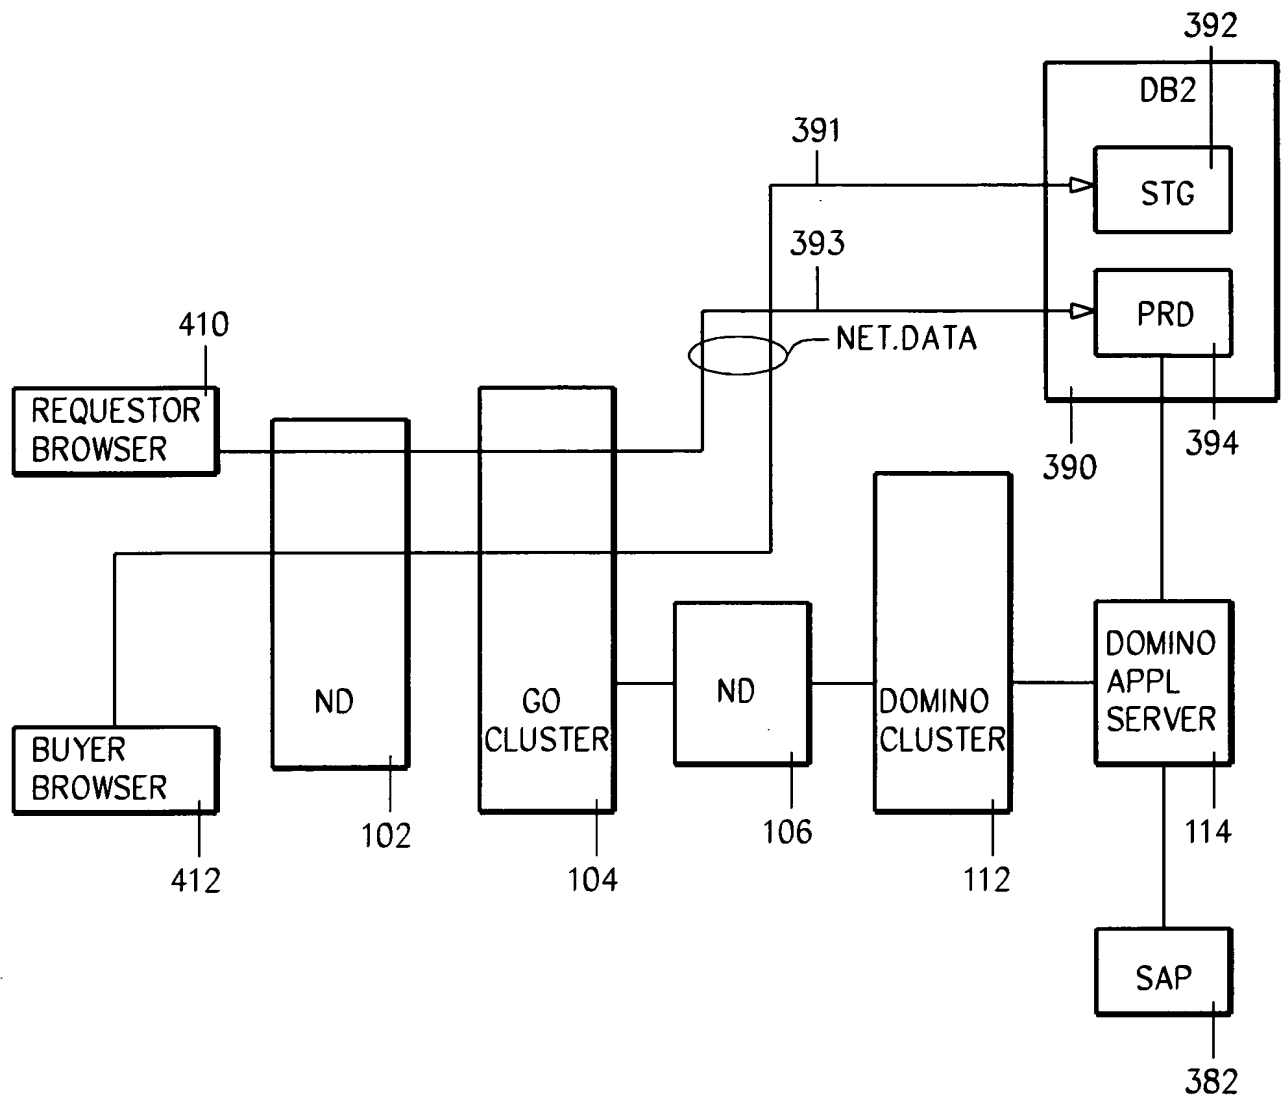 392
DB2
391
STG
393
410
PRD
NET.DATA
REQUESTOR
BROWSER
394
390
DOMINO
APPL
SERVER
ND
GO
CLUSTER
ND
DOMINO
CLUSTER
BUYER
BROWSER
102
106
114
412
104
112
SAP
382